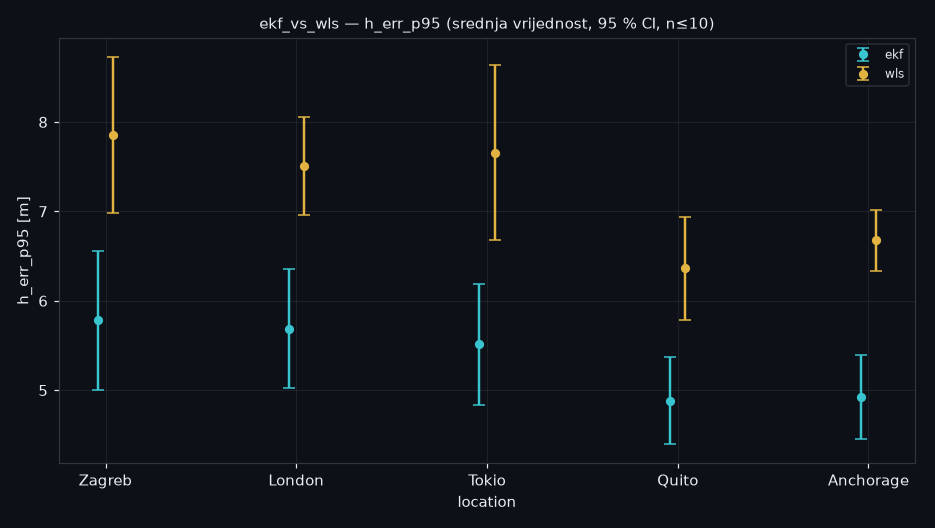 ekf_vs_wls — h_err_p95 (srednja vrijednost, 95 % CI, n≤10)
ekf
wls
h_err_p95 [m]
8
7
6
5
Zagreb London Tokio Quito Anchorage
location